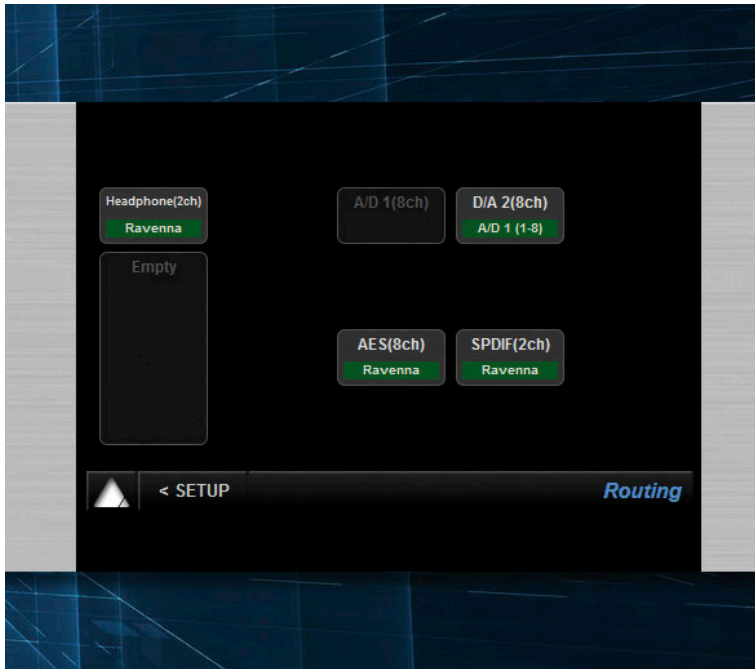 Headphone(2ch)
Ravenna
A/D 1(8ch)
D/A 2(8ch)
A/D 1 (1-8)
Empty
AES(8ch)
Ravenna
SPDIF(2ch)
Ravenna
< SETUP
Routing